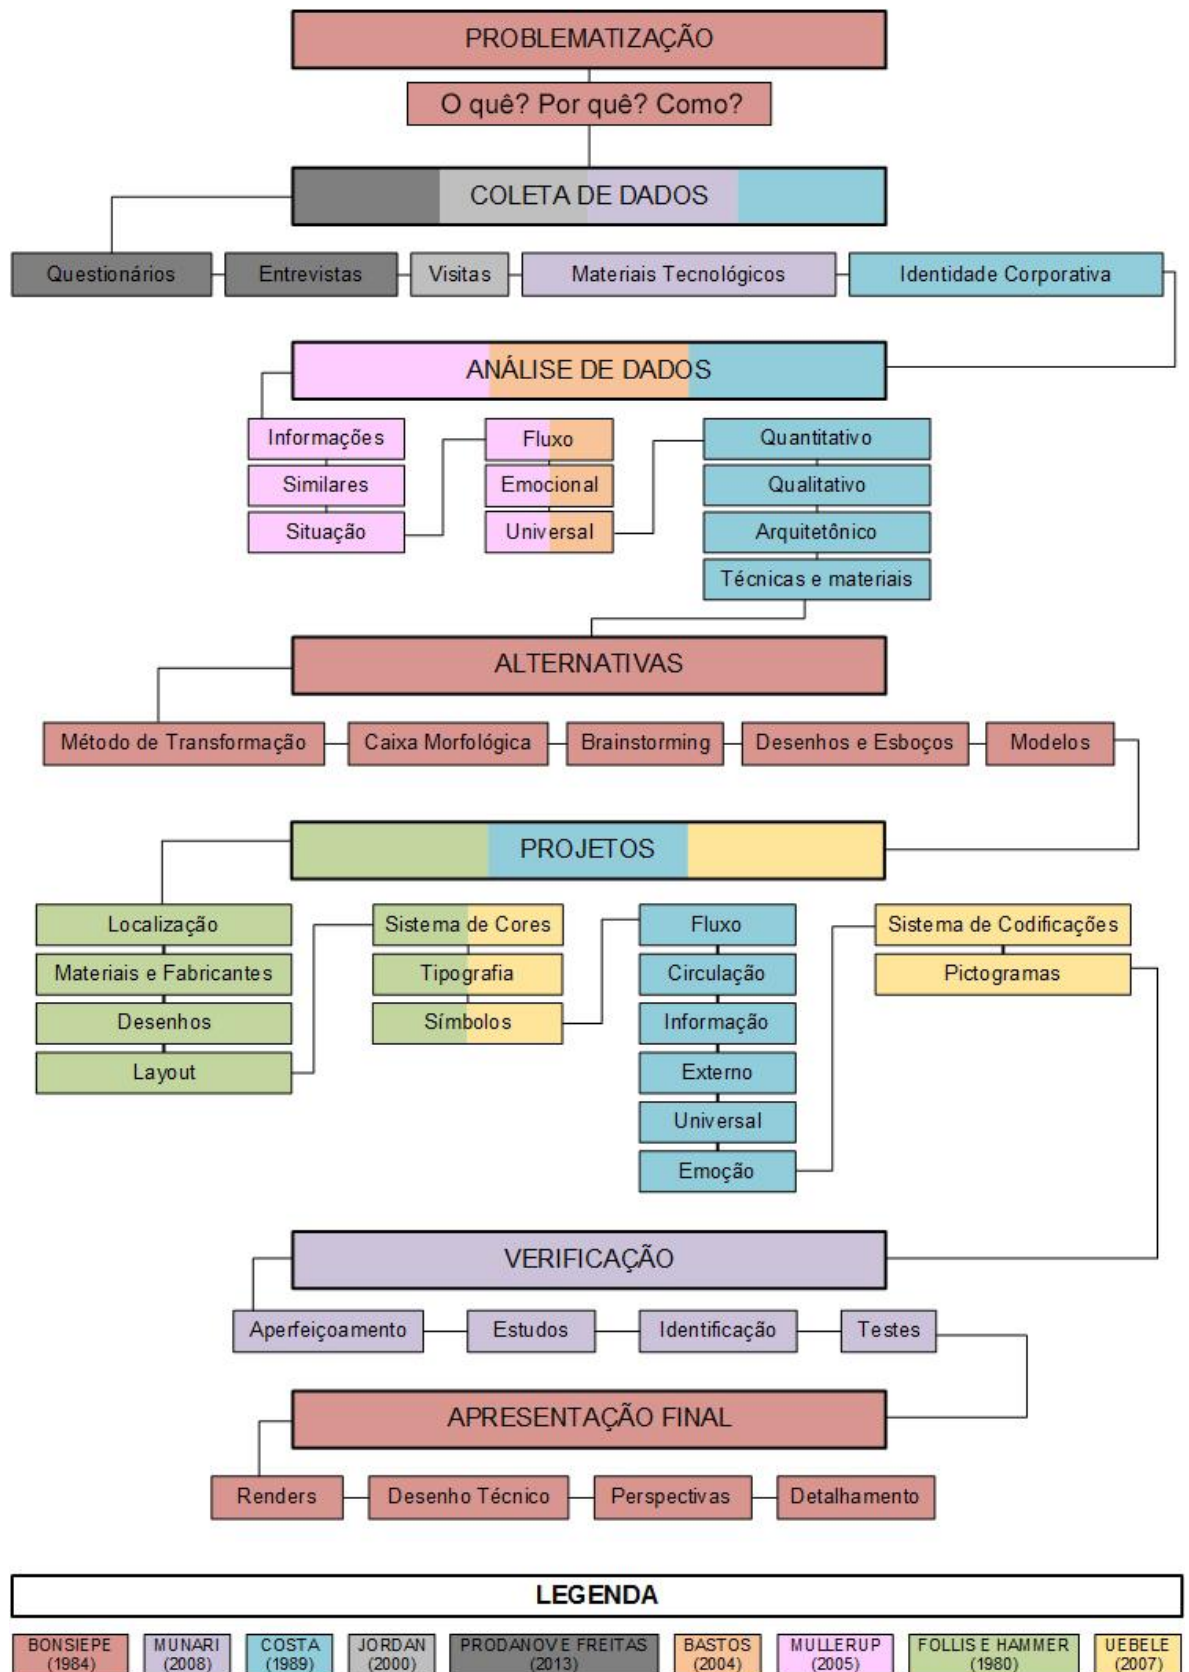 PROBLEMATIZAÇÃO
O quê? Por quê? Como?
COLETA DE DADOS
Questionários
Entrevistas
Visitas
Materiais Tecnológicos
Identidade Corporativa
ANÁLISE DE DADOS
Informações
Similares
Situação
Fluxo
Emocional
Universal
Quantitativo
Qualitativo
Arquitetônico
Técnicas e materiais
ALTERNATIVAS
Método de Transformação
Caixa Morfológica
Brainstorming
Desenhos e Esboços
Modelos
PROJETOS
Localização
Materiais e Fabricantes
Desenhos
Layout
Sistema de Cores
Tipografia
Símbolos
Fluxo
Circulação
Informação
Externo
Universal
Emoção
Sistema de Codificações
Pictogramas
VERIFICAÇÃO
Aperfeiçoamento
Estudos
Identificação
Testes
APRESENTAÇÃO FINAL
Renders
Desenho Técnico
Perspectivas
Detalhamento
LEGENDA
BONSIEPE
(1984)
MUNARI
(2008)
COSTA
(1989)
JORDAN
(2000)
PRODANOV E FREITAS
(2013)
BASTOS
(2004)
MULLERUP
(2005)
FOLLIS E HAMMER
(1980)
UEBELE
(2007)